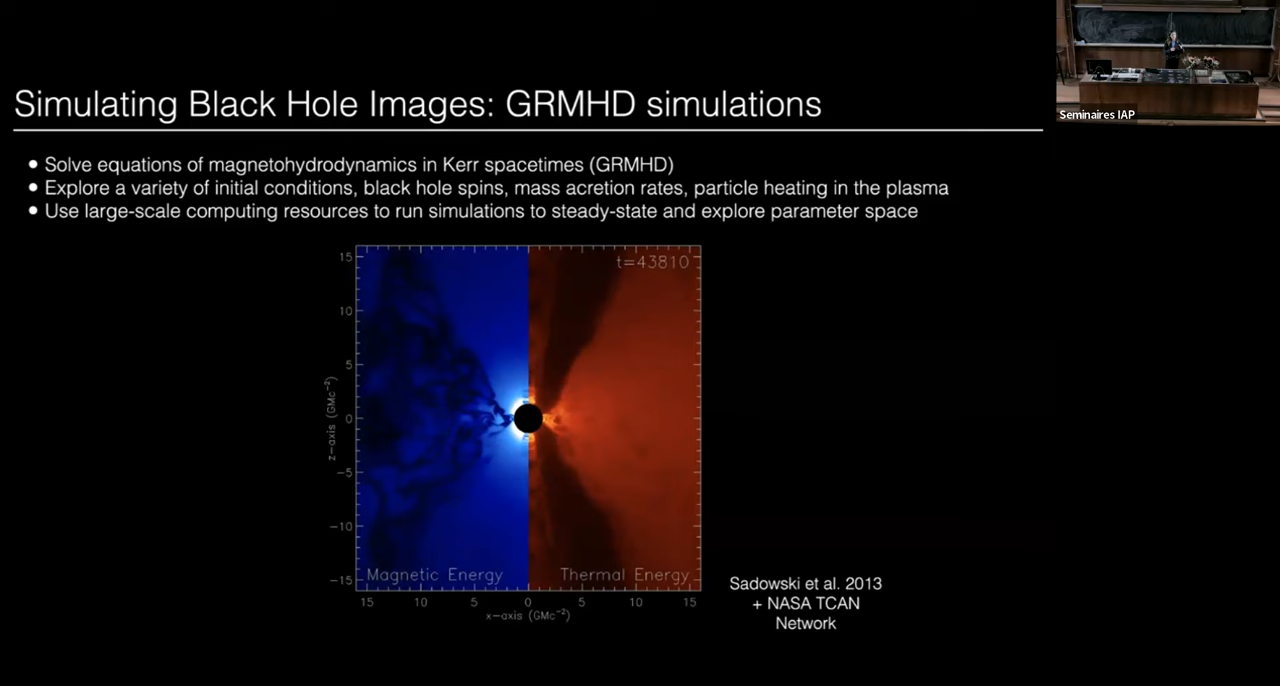 Simulating Black Hole Images: GRMHD simulations
Seminaires IAP
• Solve equations of magnetohydrodynamics in Kerr spacetimes (GRMHD)
• Explore a variety of initial conditions, black hole spins, mass acretion rates, particle heating in the plasma
• Use large-scale computing resources to run simulations to steady-state and explore parameter space
t=43810
15
10
5
0
−5
−10
−15
z−axis (GMc⁻²)
Magnetic Energy
Thermal Energy
15 10 5 0 5 10 15
x−axis (GMc⁻²)
Sadowski et al. 2013
+ NASA TCAN
Network